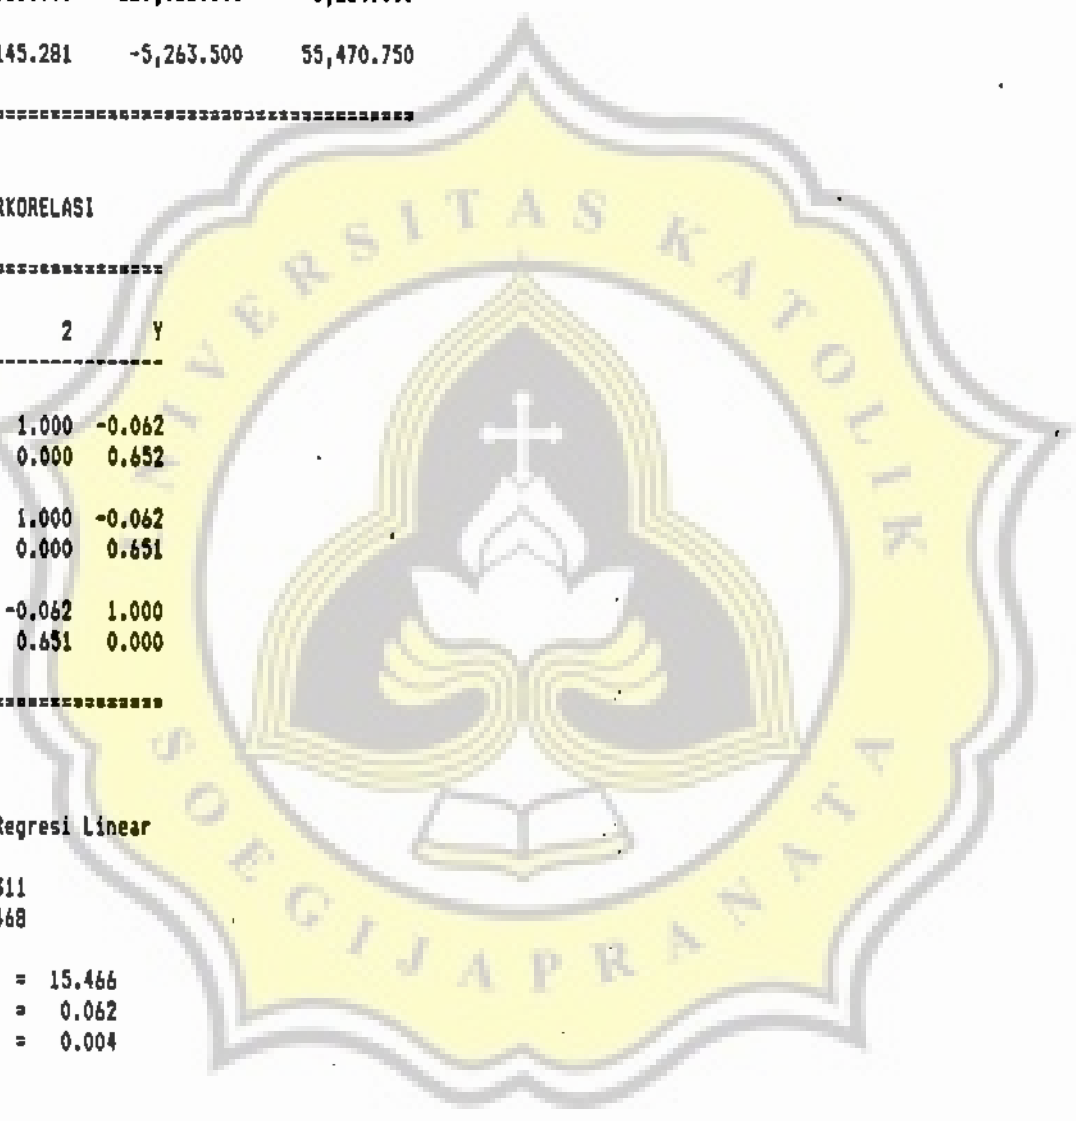 145.281 -5,263.500 55,470.750
RKORELASI
2 Y
1.000 -0.062
0.000 0.652
1.000 -0.062
0.000 0.651
-0.062 1.000
0.651 0.000
Regresi Linear
= 15.466
= 0.062
= 0.004
UNIVERSITAS KATOLIK
SOEGIJAPRANATA